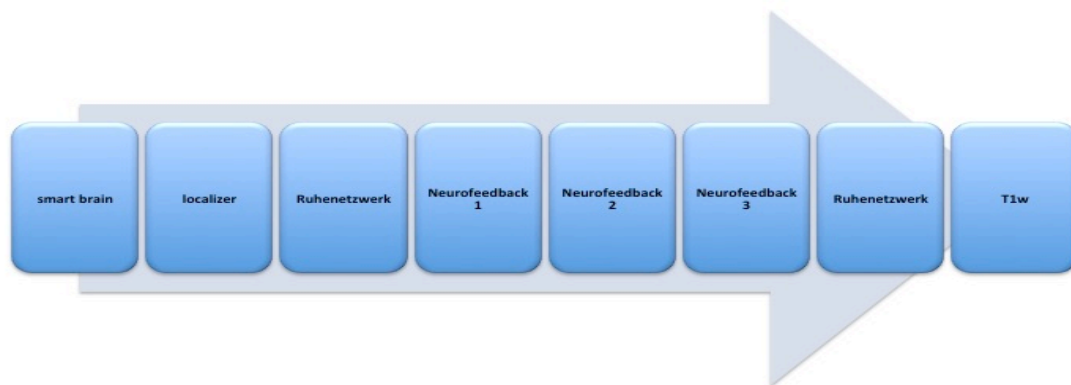 smart brain
localizer
Ruhenetzwerk
Neurofeedback
1
Neurofeedback
2
Neurofeedback
3
Ruhenetzwerk
T1w